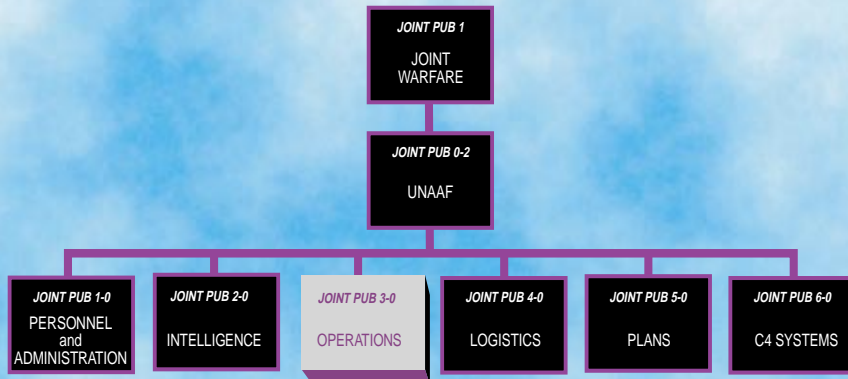 JOINT PUB 1
JOINT
WARFARE
JOINT PUB 0-2
UNAAF
JOINT PUB 1-0
PERSONNEL
and
ADMINISTRATION
JOINT PUB 2-0
INTELLIGENCE
JOINT PUB 3-0
OPERATIONS
JOINT PUB 4-0
LOGISTICS
JOINT PUB 5-0
PLANS
JOINT PUB 6-0
C4 SYSTEMS